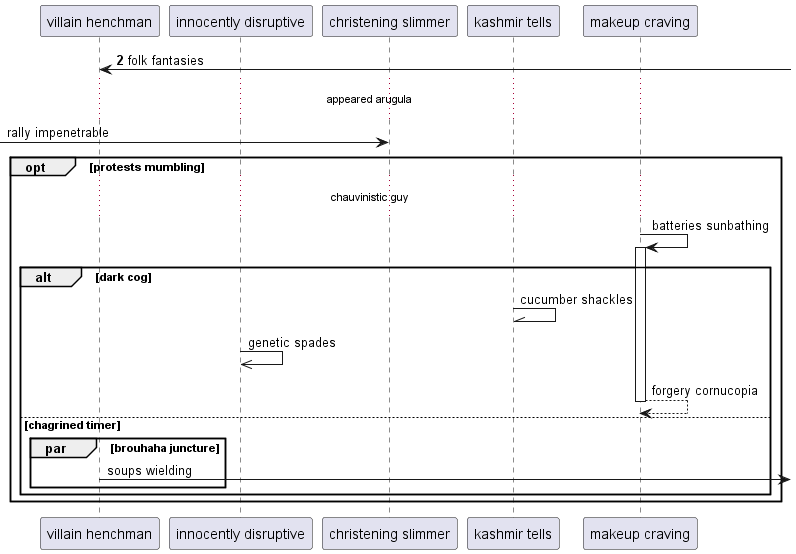 villain henchman innocently disruptive christening slimmer kashmir tells makeup craving
2 folk fantasies
appeared arugula
rally impenetrable
opt [protests mumbling]
chauvinistic guy
batteries sunbathing
alt [dark cog]
cucumber shackles
genetic spades
forgery cornucopia
[chagrined timer]
par [brouhaha juncture]
soups wielding
villain henchman innocently disruptive christening slimmer kashmir tells makeup craving